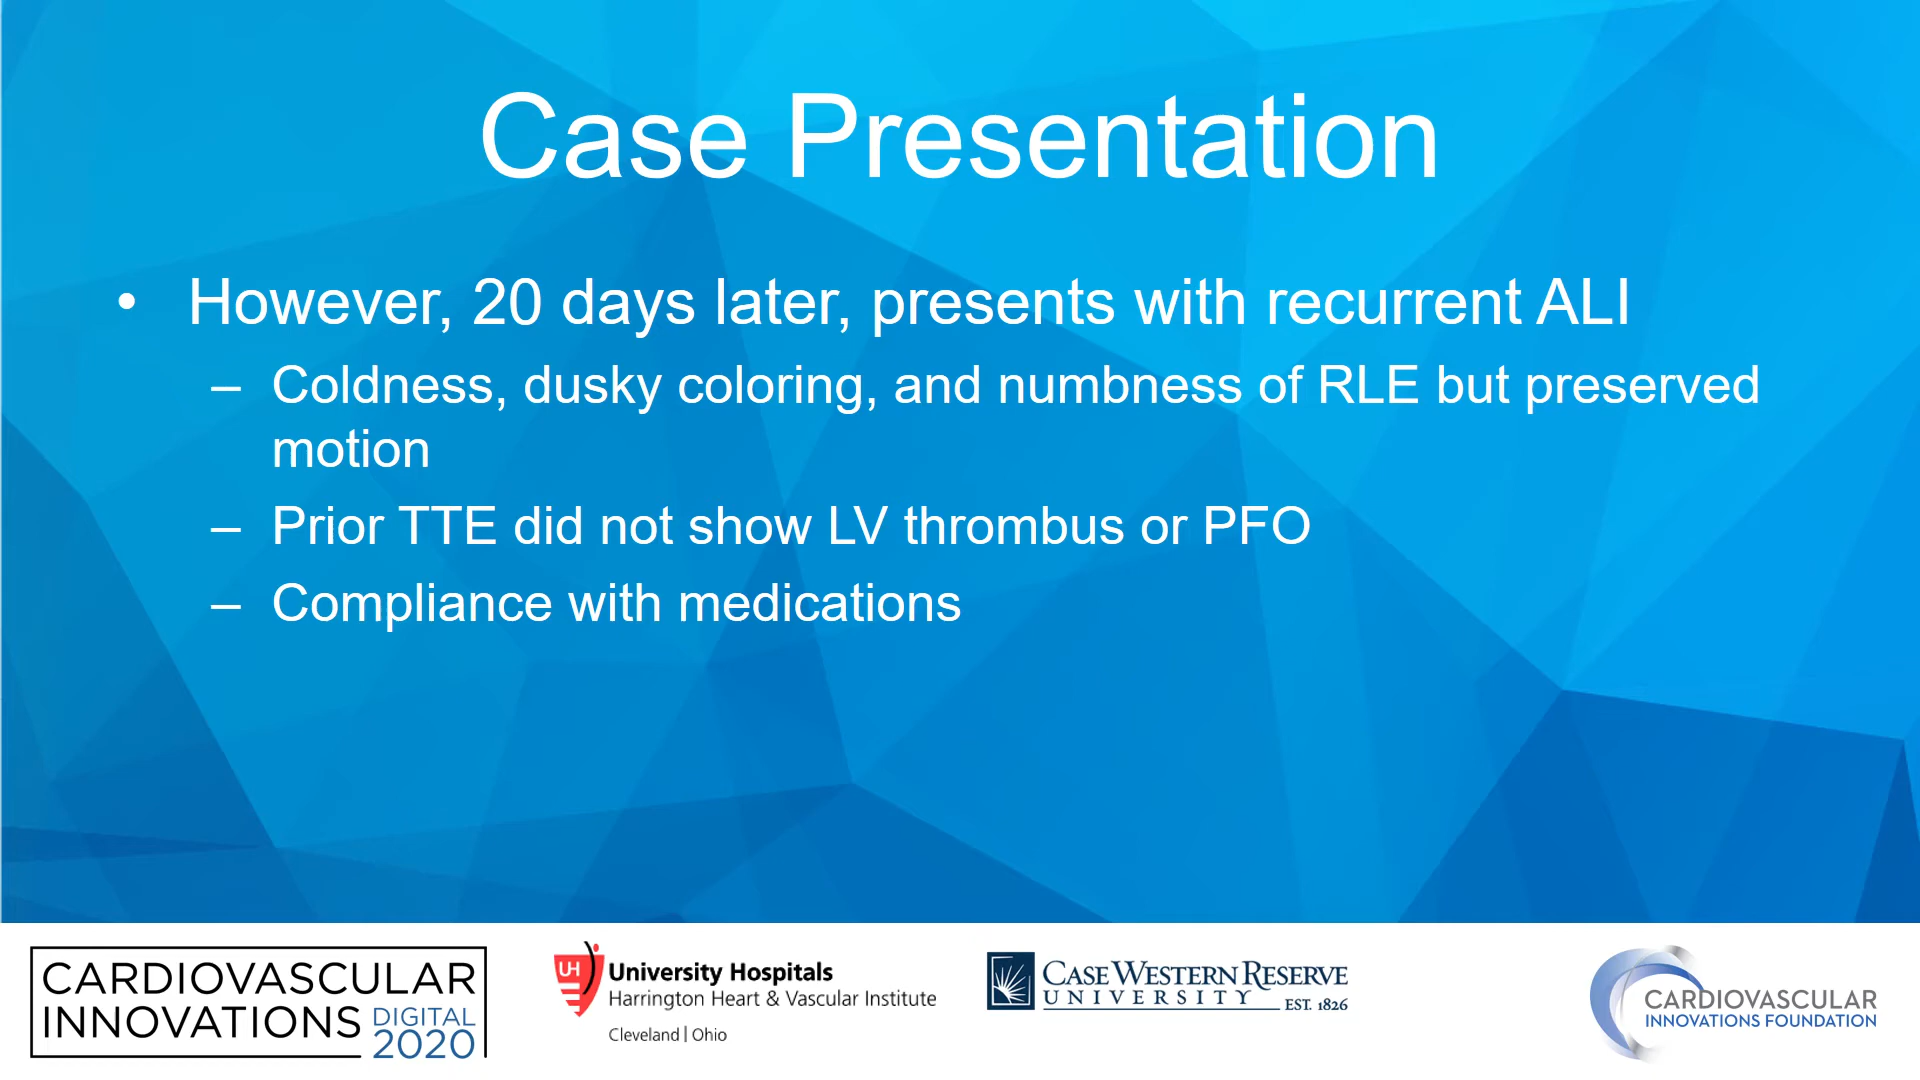 Case Presentation
• However, 20 days later, presents with recurrent ALI
– Coldness, dusky coloring, and numbness of RLE but preserved
motion
– Prior TTE did not show LV thrombus or PFO
– Compliance with medications
CARDIOVASCULAR
INNOVATIONS DIGITAL
2020
UH
University Hospitals
Harrington Heart & Vascular Institute
Cleveland | Ohio
CASE WESTERN RESERVE
UNIVERSITY
EST. 1826
CARDIOVASCULAR
INNOVATIONS FOUNDATION